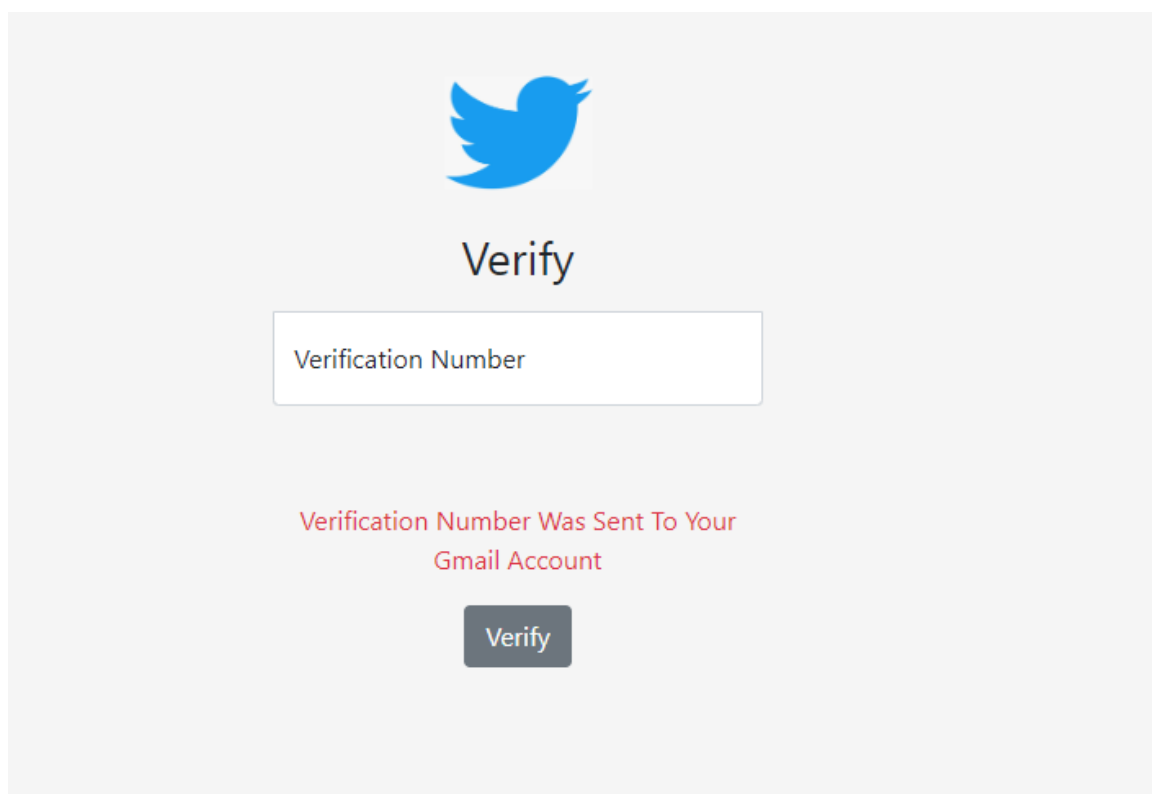 Verify
Verification Number
Verification Number Was Sent To Your
Gmail Account
Verify